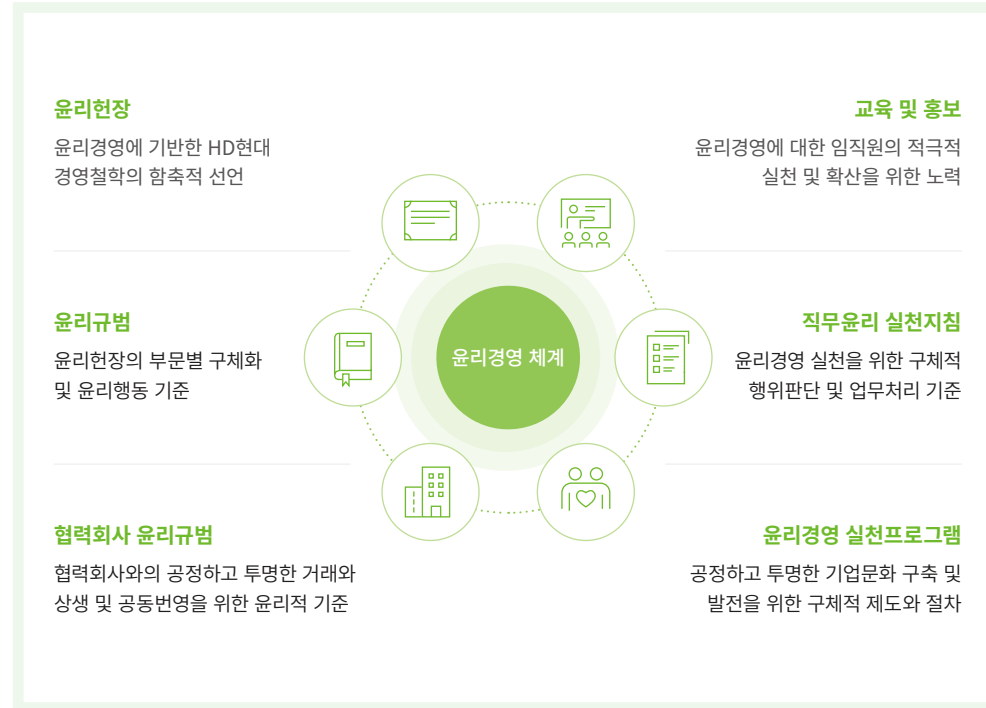 윤리헌장
윤리경영에 기반한 HD현대
경영철학의 함축적 선언
교육 및 홍보
윤리경영에 대한 임직원의 적극적
실천 및 확산을 위한 노력
윤리규범
윤리헌장의 부문별 구체화
및 윤리행동 기준
윤리경영 체계
직무윤리 실천지침
윤리경영 실천을 위한 구체적
행위판단 및 업무처리 기준
협력회사 윤리규범
협력회사와의 공정하고 투명한 거래와
상생 및 공동번영을 위한 윤리적 기준
윤리경영 실천프로그램
공정하고 투명한 기업문화 구축 및
발전을 위한 구체적 제도와 절차